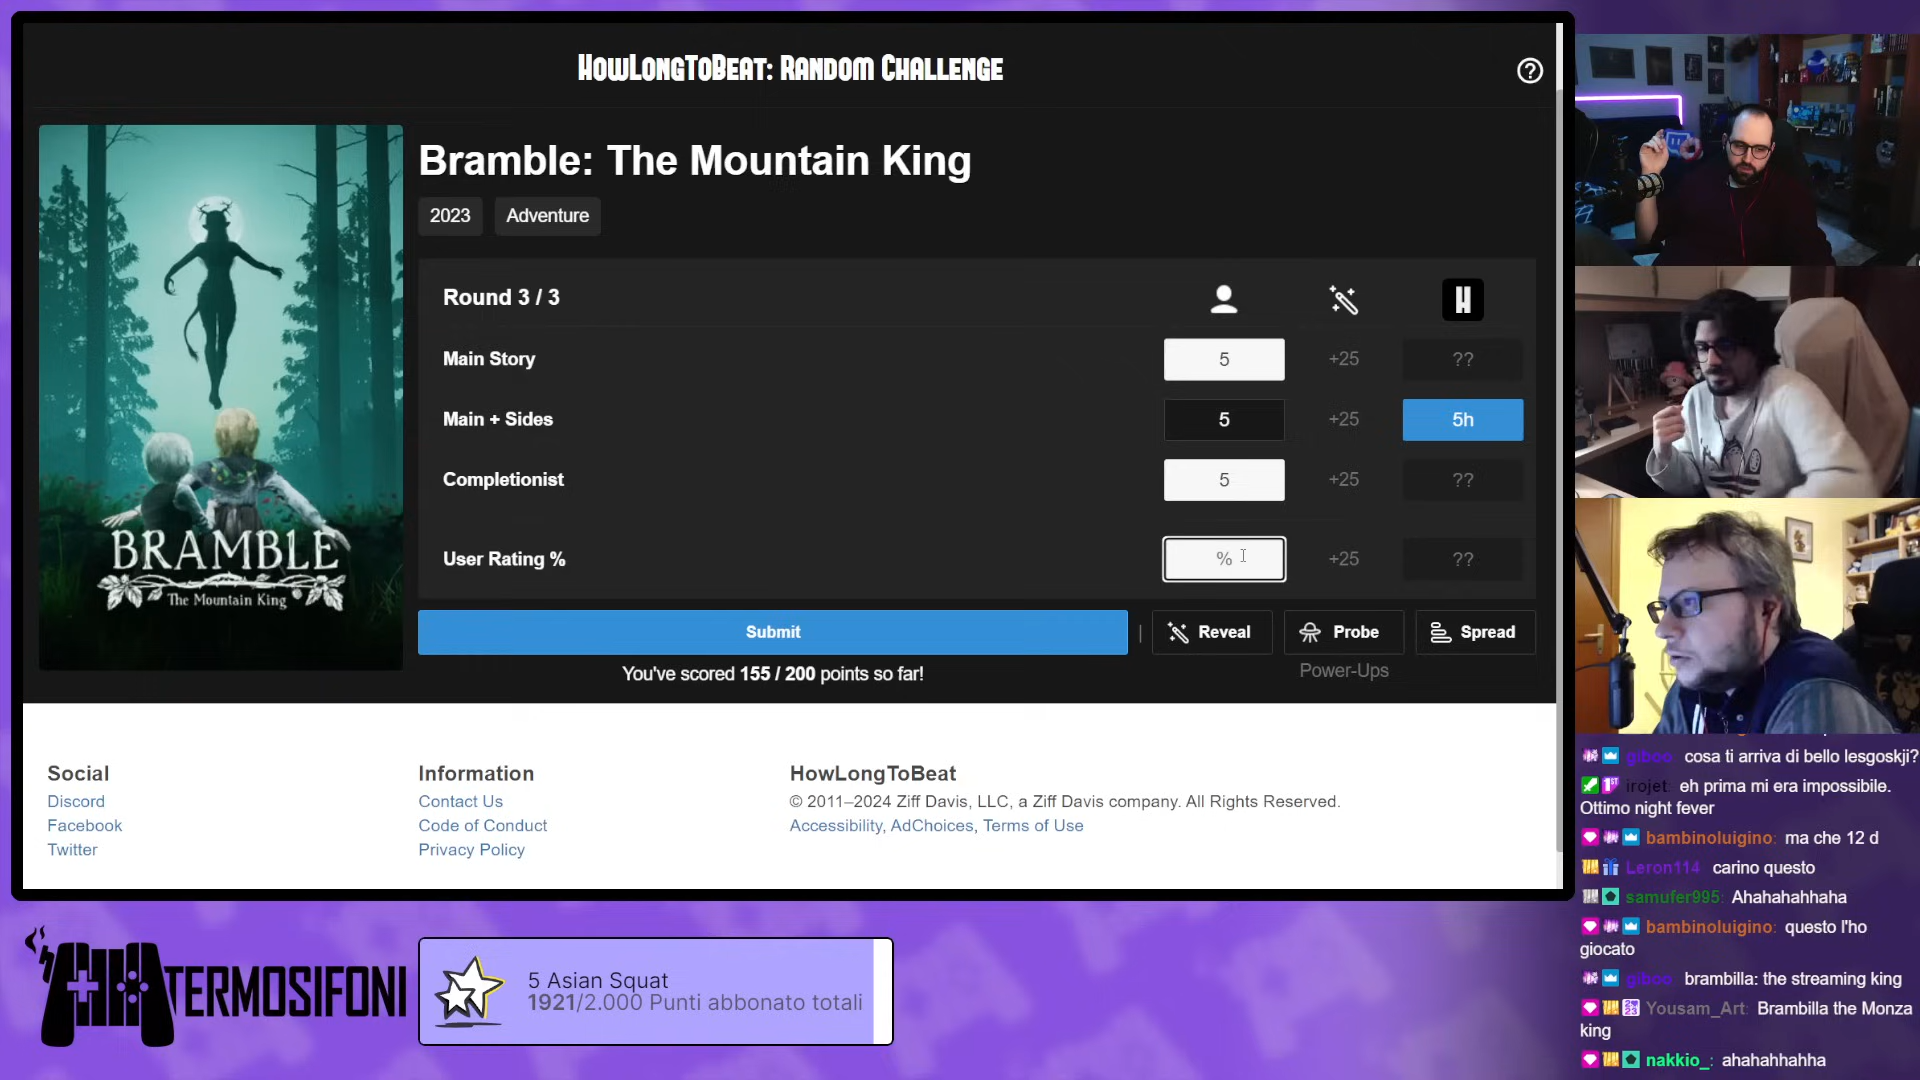 HowLongToBeat: Random Challenge
Bramble: The Mountain King
2023
Adventure
Round 3 / 3
H
Main Story
5
+25
??
Main + Sides
5
+25
5h
Completionist
5
+25
??
User Rating %
%
+25
??
Submit
Reveal
Probe
Spread
You've scored 155 / 200 points so far!
Power-Ups
BRAMBLE
The Mountain King
Social
Discord
Facebook
Twitter
Information
Contact Us
Code of Conduct
Privacy Policy
HowLongToBeat
© 2011–2024 Ziff Davis, LLC, a Ziff Davis company. All Rights Reserved.
Accessibility, AdChoices, Terms of Use
TERMOSIFONI
5 Asian Squat
1921/2.000 Punti abbonato totali
giboo: cosa ti arriva di bello lesgoskji?
irojet: eh prima mi era impossibile.
Ottimo night fever
bambinoluigino: ma che 12 d
Leron114 carino questo
samufer995: Ahahahahhaha
bambinoluigino: questo l'ho
giocato
giboo: brambilla: the streaming king
Yousam_Art: Brambilla the Monza
king
nakkio_: ahahahhahha